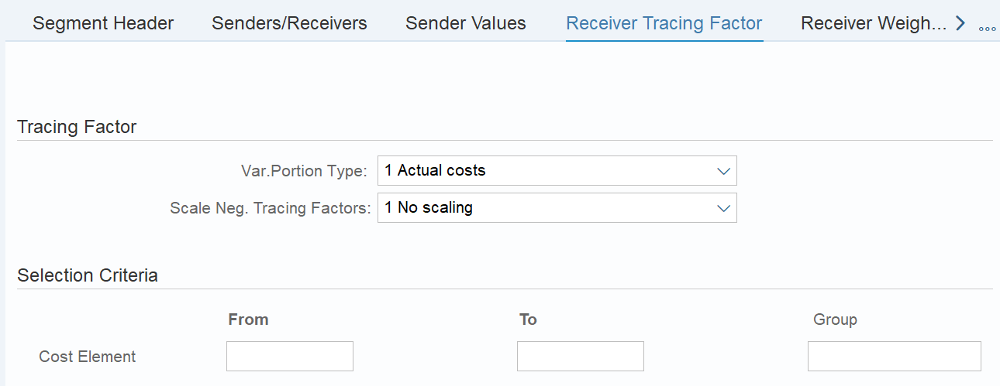 Segment Header Senders/Receivers Sender Values Receiver Tracing Factor Receiver Weigh...
Tracing Factor
Var.Portion Type: 1 Actual costs
Scale Neg. Tracing Factors: 1 No scaling
Selection Criteria
From To Group
Cost Element